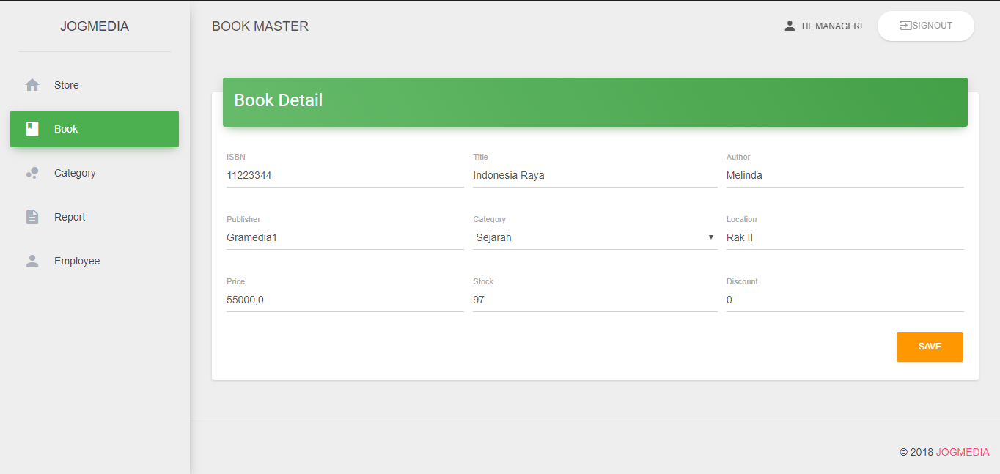 JOGMEDIA
Store
Book
Category
Report
Employee
BOOK MASTER
HI, MANAGER!
SIGNOUT
Book Detail
ISBN
11223344
Title
Indonesia Raya
Author
Melinda
Publisher
Gramedia1
Category
Sejarah
Location
Rak II
Price
55000,0
Stock
97
Discount
0
SAVE
© 2018 JOGMEDIA